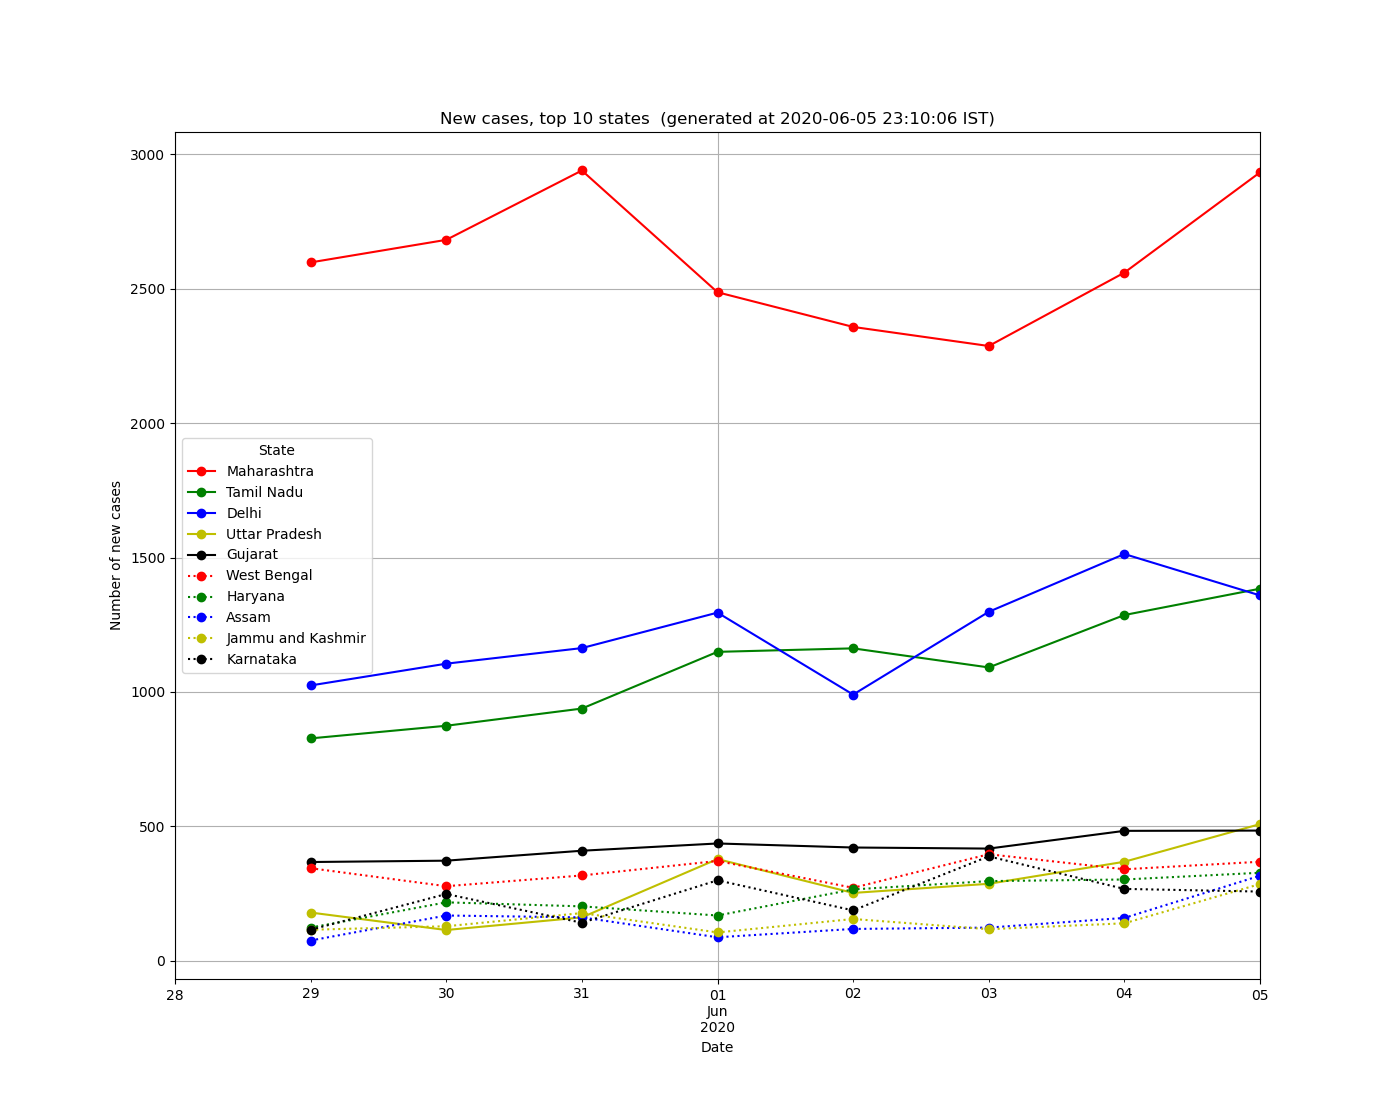 New cases, top 10 states  (generated at 2020-06-05 23:10:06 IST)
3000
2500
2000
1500
1000
500
0
Number of new cases
State
Maharashtra
Tamil Nadu
Delhi
Uttar Pradesh
Gujarat
West Bengal
Haryana
Assam
Jammu and Kashmir
Karnataka
28 29 30 31 01 02 03 04 05
Jun
2020
Date